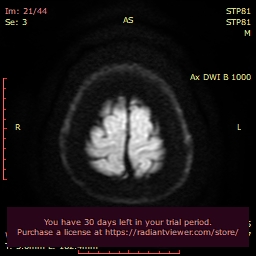 Im: 21/44
STP81
Se: 3
AS
STP81
M
Ax DWI B 1000
R
L
You have 30 days left in your trial period.
Purchase a license at https://radiantviewer.com/store/